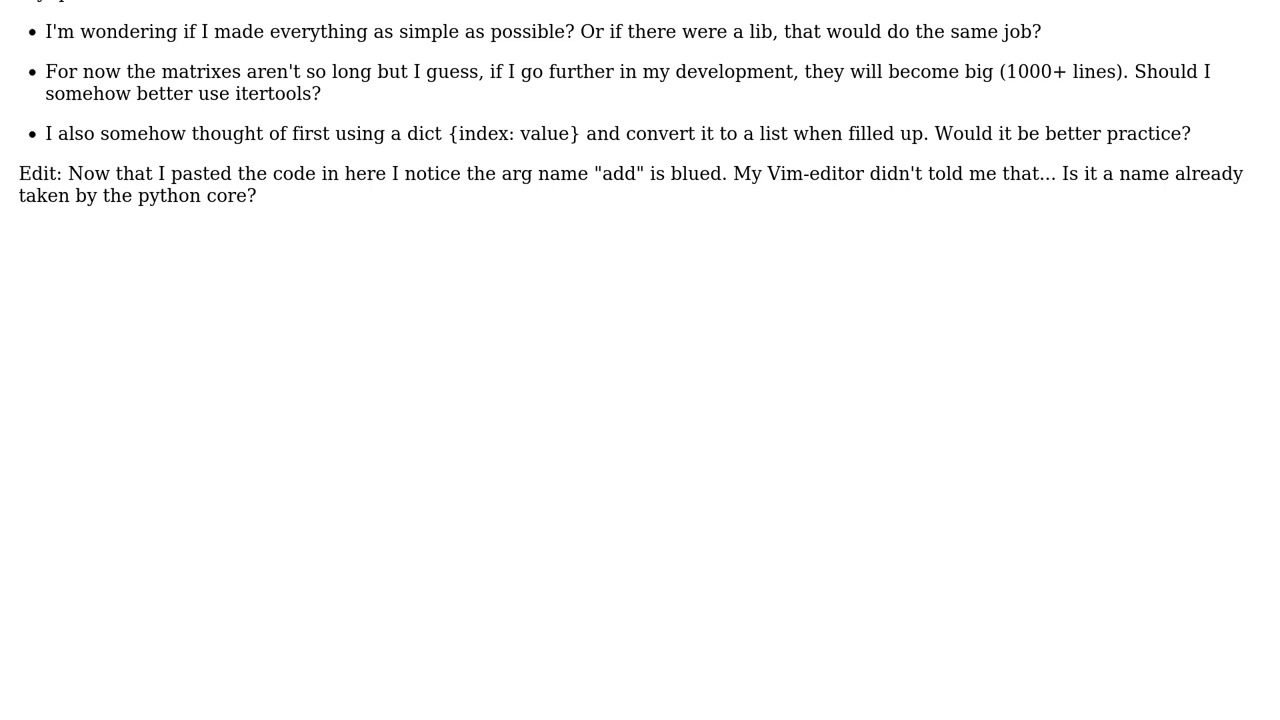 • I'm wondering if I made everything as simple as possible? Or if there were a lib, that would do the same job?
• For now the matrixes aren't so long but I guess, if I go further in my development, they will become big (1000+ lines). Should I
somehow better use itertools?
• I also somehow thought of first using a dict {index: value} and convert it to a list when filled up. Would it be better practice?
Edit: Now that I pasted the code in here I notice the arg name "add" is blued. My Vim-editor didn't told me that... Is it a name already
taken by the python core?